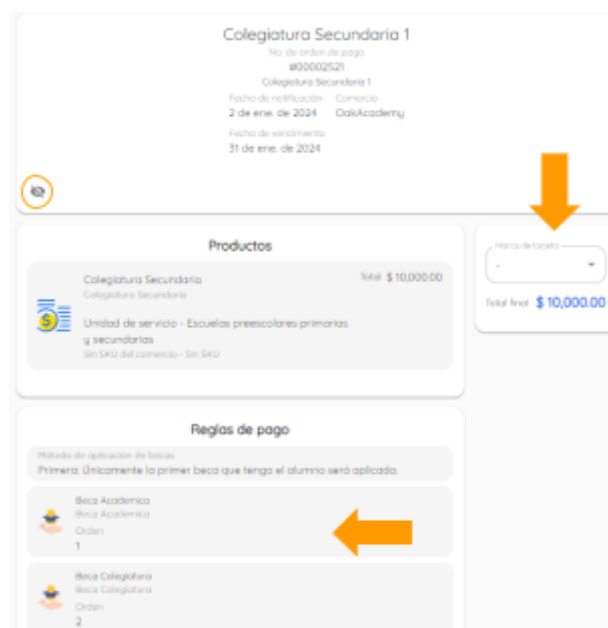 Colegiatura Secundaria 1
No. de orden de pago
#00002521
Colegiatura Secundaria 1
Fecha de notificación Comercio
2 de ene. de 2024 OakAcademy
Fecha de vencimiento
31 de ene. de 2024
Productos
Colegiatura Secundaria Total $ 10,000.00
Colegiatura Secundaria
Unidad de servicio - Escuelas preescolares primarias
y secundarias
Sin SKU del comercio - Sin SKU
Marca de tarjeta
-
Total final $ 10,000.00
Reglas de pago
Método de aplicación de becas
Primera: Únicamente la primer beca que tenga el alumno será aplicada.
Beca Academica
Beca Academica
Orden
1
Beca Colegiatura
Beca Colegiatura
Orden
2